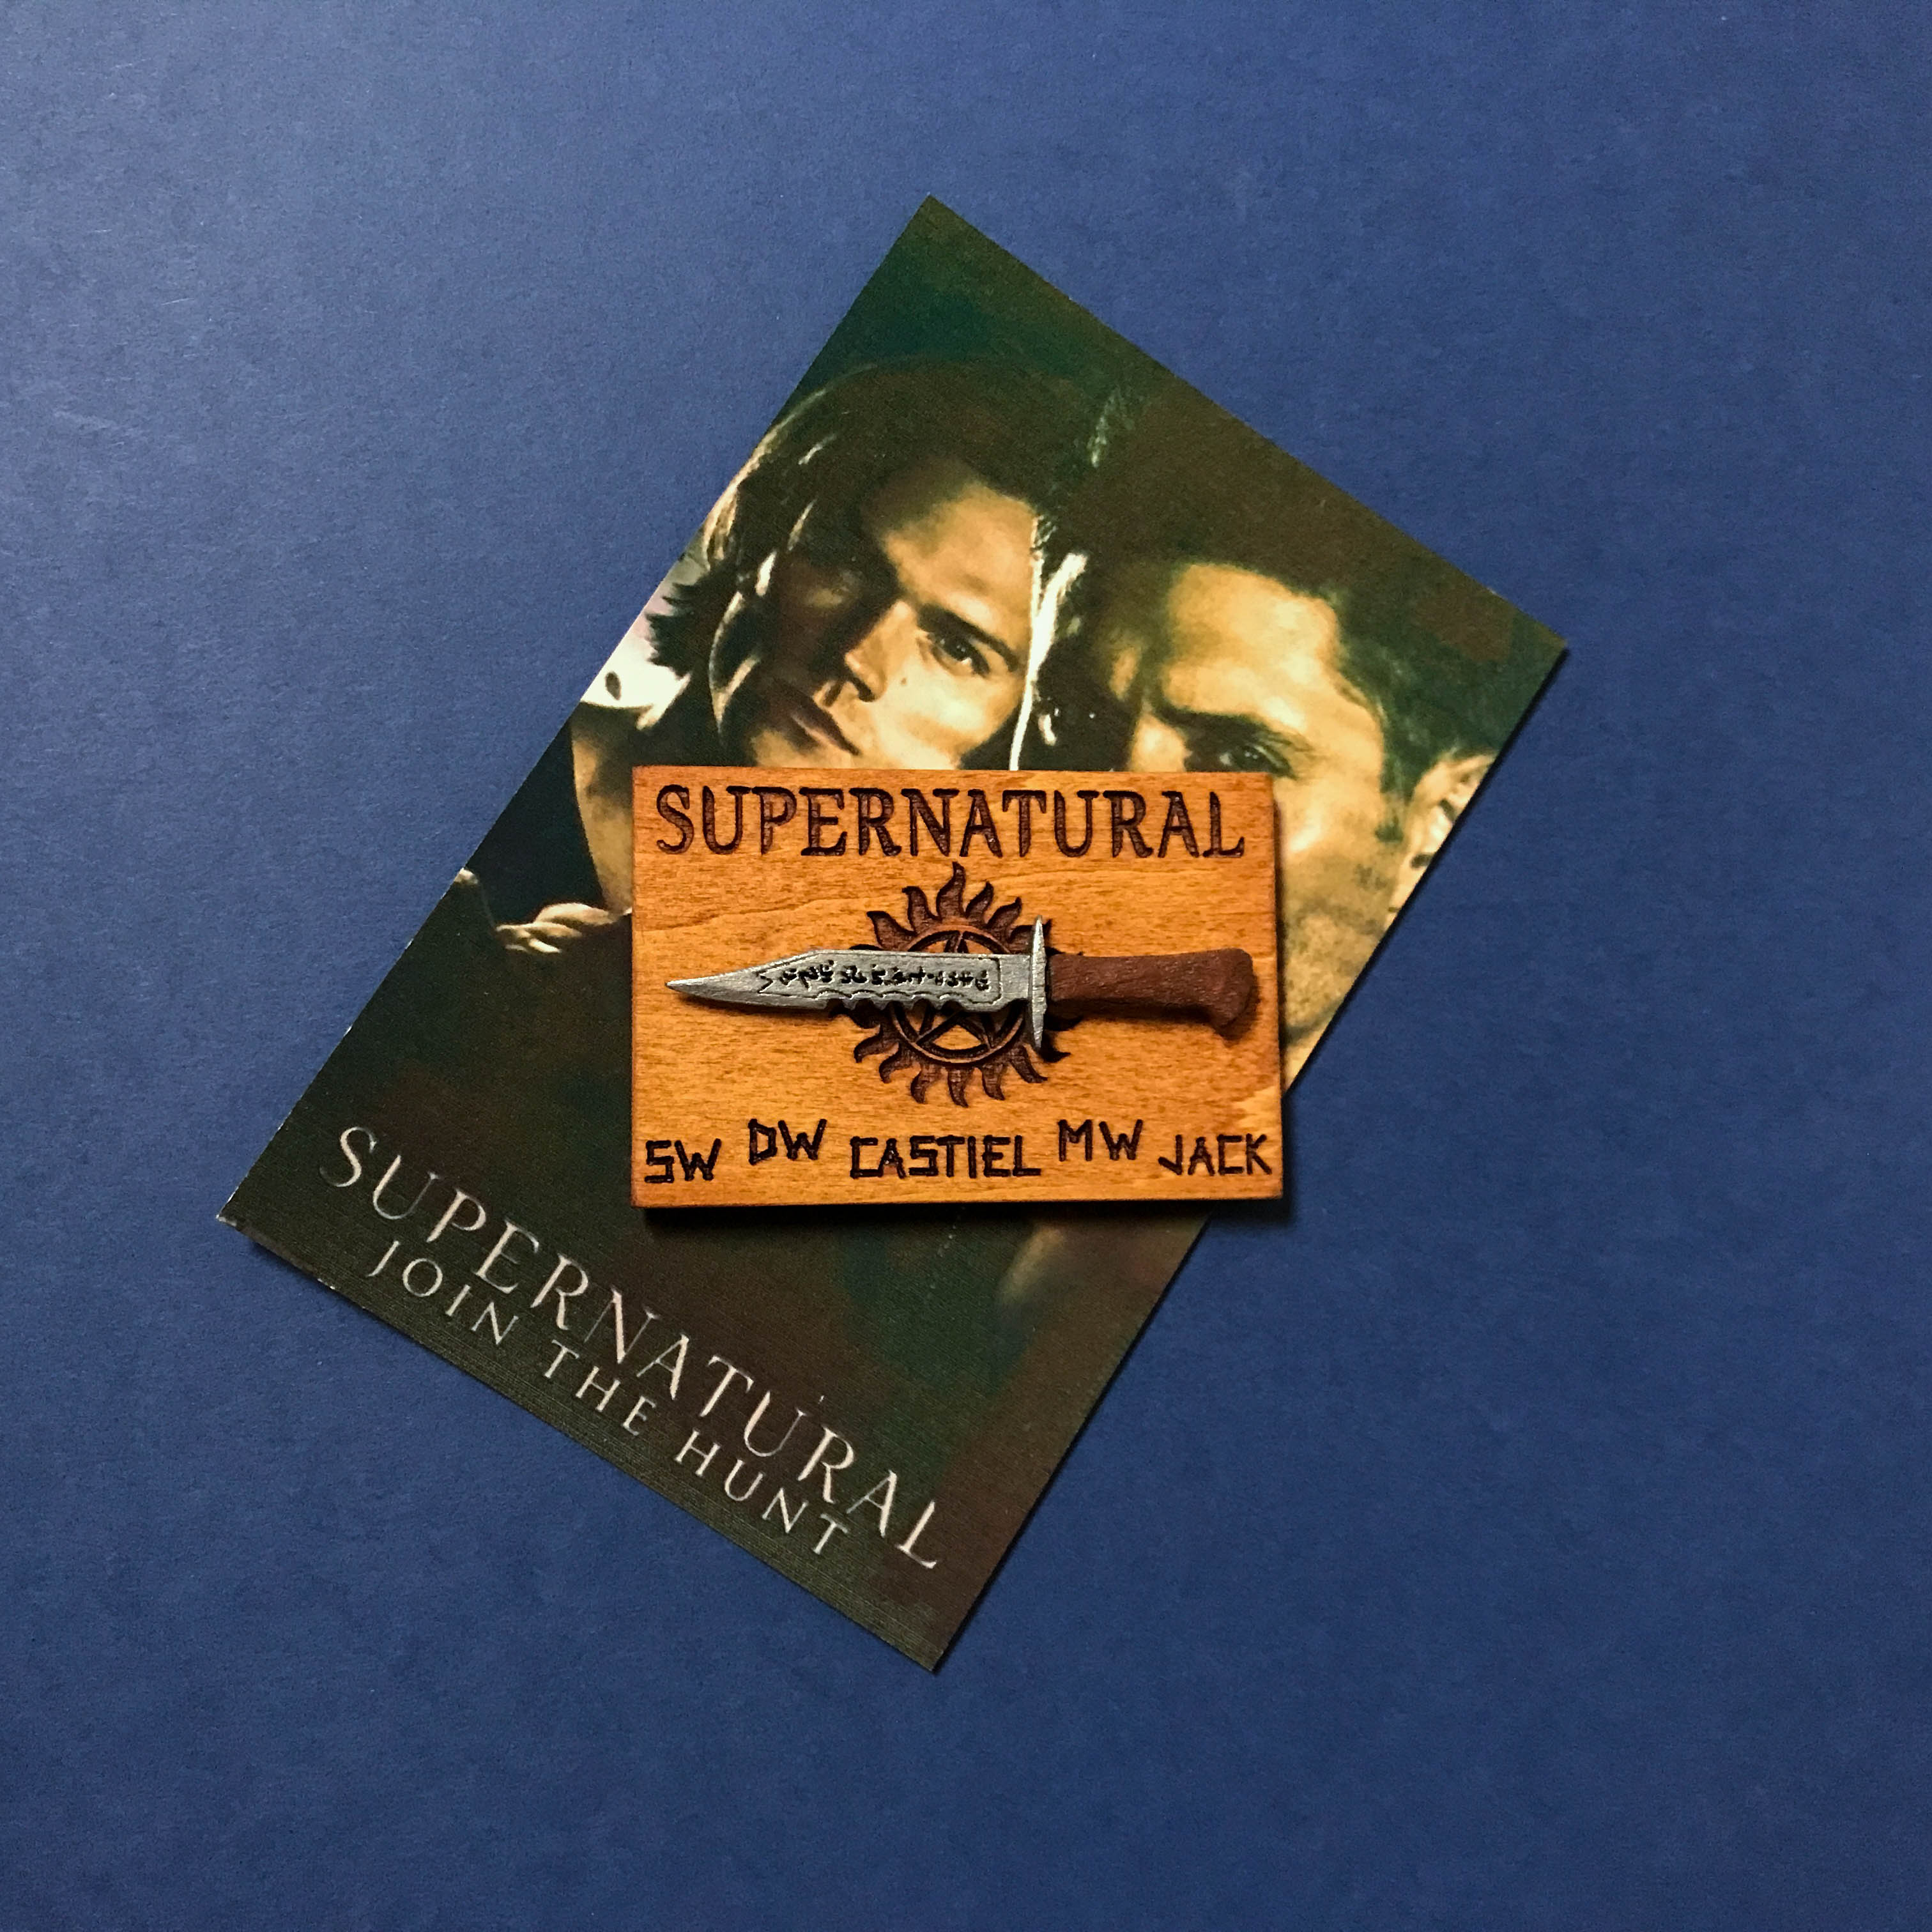 SUPERNATURAL
SW DW CASTIEL MW JACK
SUPERNATURAL
JOIN THE HUNT